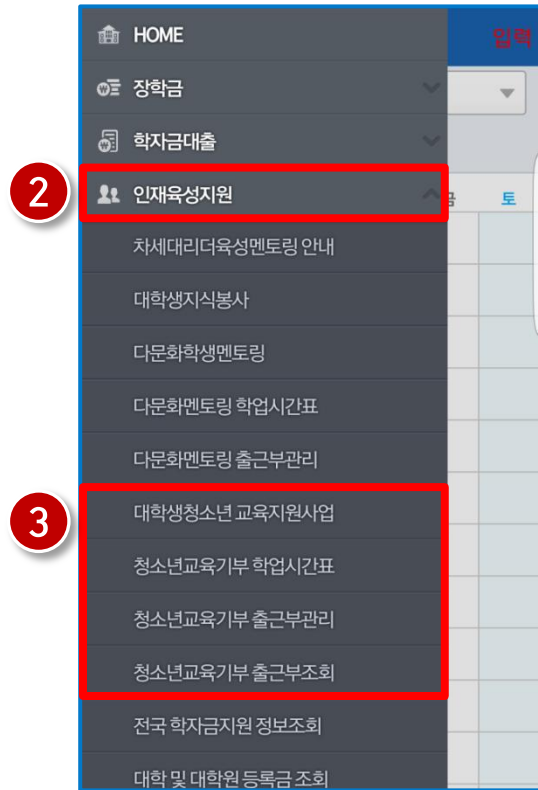 HOME
입력
장학금
학자금대출
2
인재육성지원
금
토
차세대리더육성멘토링 안내
대학생지식봉사
다문화학생멘토링
다문화멘토링 학업시간표
다문화멘토링 출근부관리
3
대학생청소년 교육지원사업
청소년교육기부 학업시간표
청소년교육기부 출근부관리
청소년교육기부 출근부조회
전국 학자금지원 정보조회
대학 및 대학원 등록금 조회